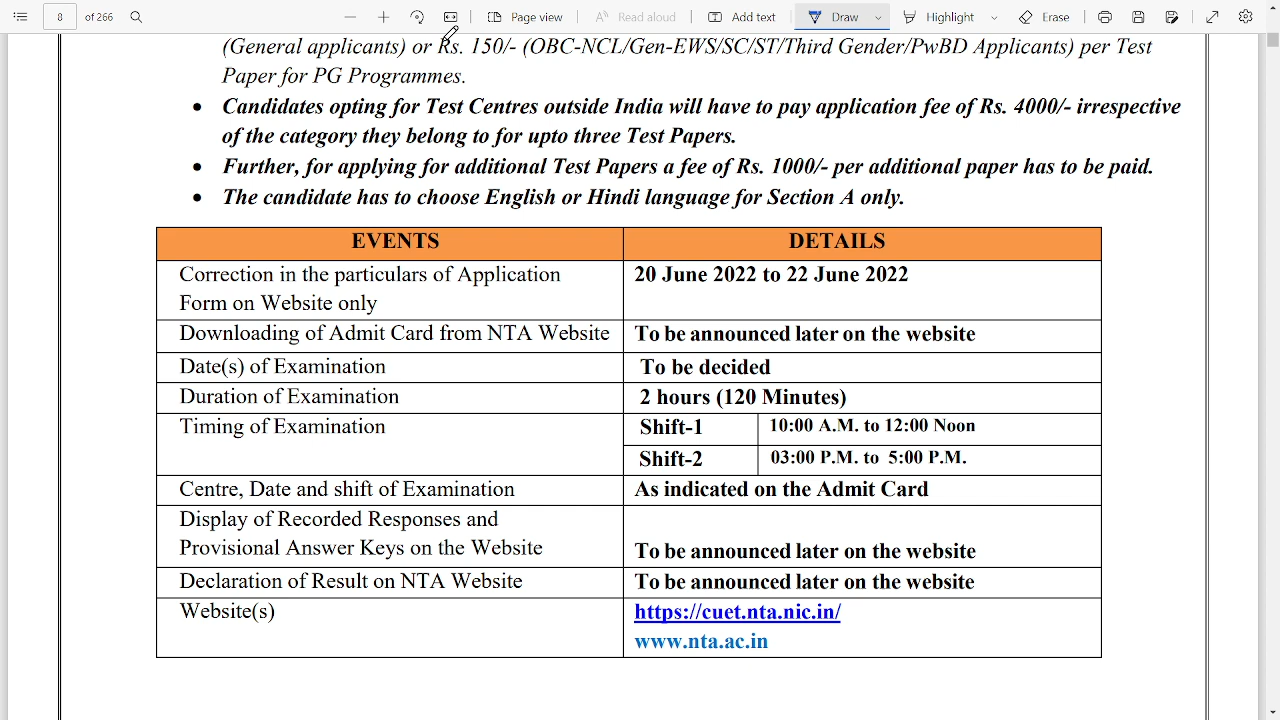 8 of 266 Page view Read aloud Add text Draw Highlight Erase
(General applicants) or Rs. 150/- (OBC-NCL/Gen-EWS/SC/ST/Third Gender/PwBD Applicants) per Test
Paper for PG Programmes.
• Candidates opting for Test Centres outside India will have to pay application fee of Rs. 4000/- irrespective
of the category they belong to for upto three Test Papers.
• Further, for applying for additional Test Papers a fee of Rs. 1000/- per additional paper has to be paid.
• The candidate has to choose English or Hindi language for Section A only.
EVENTS DETAILS
Correction in the particulars of Application 20 June 2022 to 22 June 2022
Form on Website only
Downloading of Admit Card from NTA Website To be announced later on the website
Date(s) of Examination To be decided
Duration of Examination 2 hours (120 Minutes)
Timing of Examination Shift-1 10:00 A.M. to 12:00 Noon
Shift-2 03:00 P.M. to 5:00 P.M.
Centre, Date and shift of Examination As indicated on the Admit Card
Display of Recorded Responses and
Provisional Answer Keys on the Website To be announced later on the website
Declaration of Result on NTA Website To be announced later on the website
Website(s) https://cuet.nta.nic.in/
www.nta.ac.in